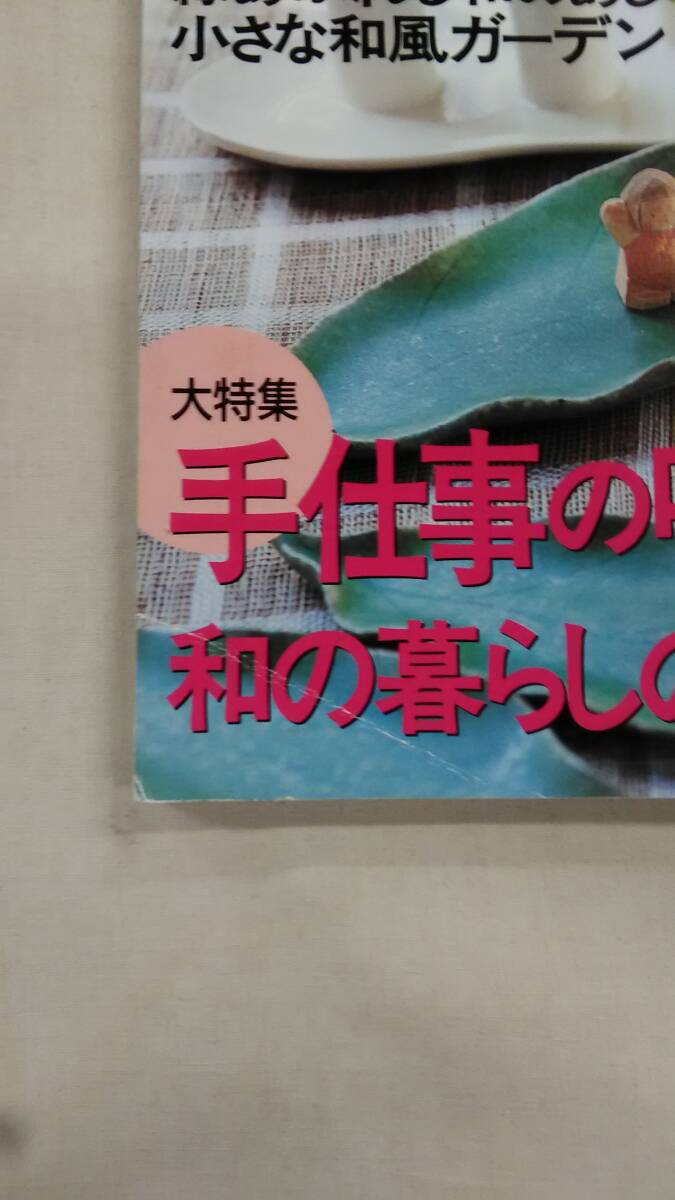 小さな和風ガーデン
大特集
手仕事の
和の暮らしの